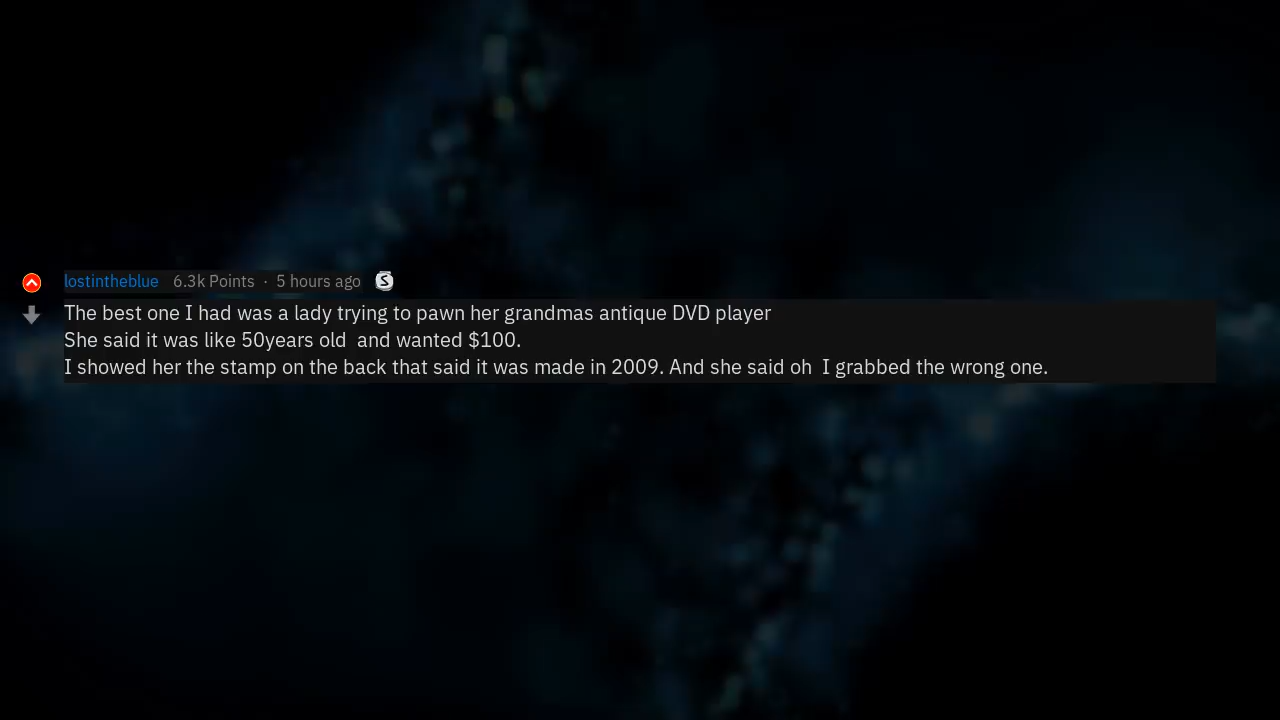 lostintheblue 6.3k Points · 5 hours ago S
The best one I had was a lady trying to pawn her grandmas antique DVD player
She said it was like 50years old  and wanted $100.
I showed her the stamp on the back that said it was made in 2009. And she said oh  I grabbed the wrong one.